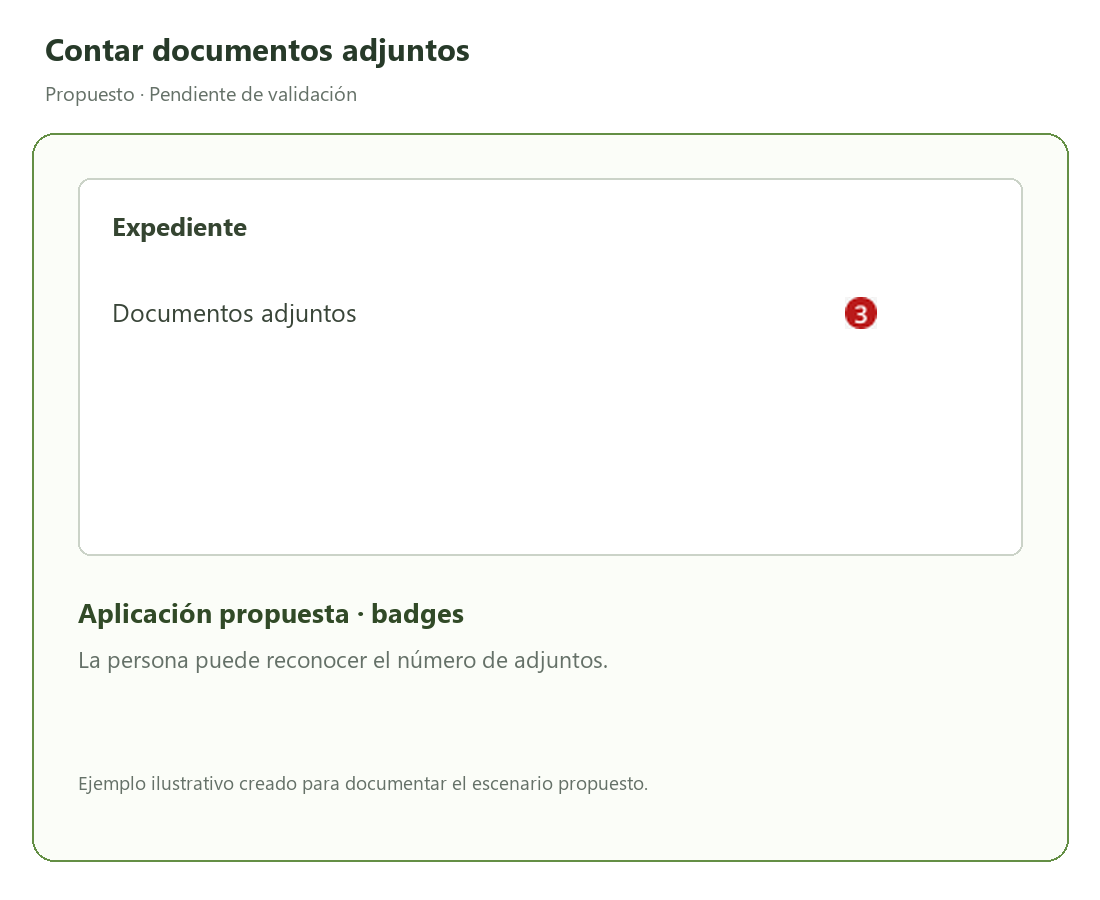 Contar documentos adjuntos
Propuesto · Pendiente de validación
Expediente
Documentos adjuntos
3
Aplicación propuesta · badges
La persona puede reconocer el número de adjuntos.
Ejemplo ilustrativo creado para documentar el escenario propuesto.